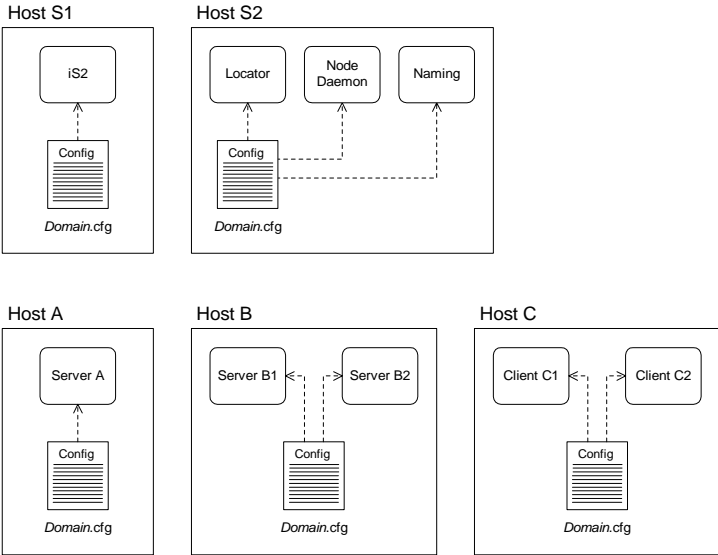 Host S1
iS2
Config
Domain.cfg
Host S2
Locator
Node
Daemon
Naming
Config
Domain.cfg
Host A
Server A
Config
Domain.cfg
Host B
Server B1
Server B2
Config
Domain.cfg
Host C
Client C1
Client C2
Config
Domain.cfg